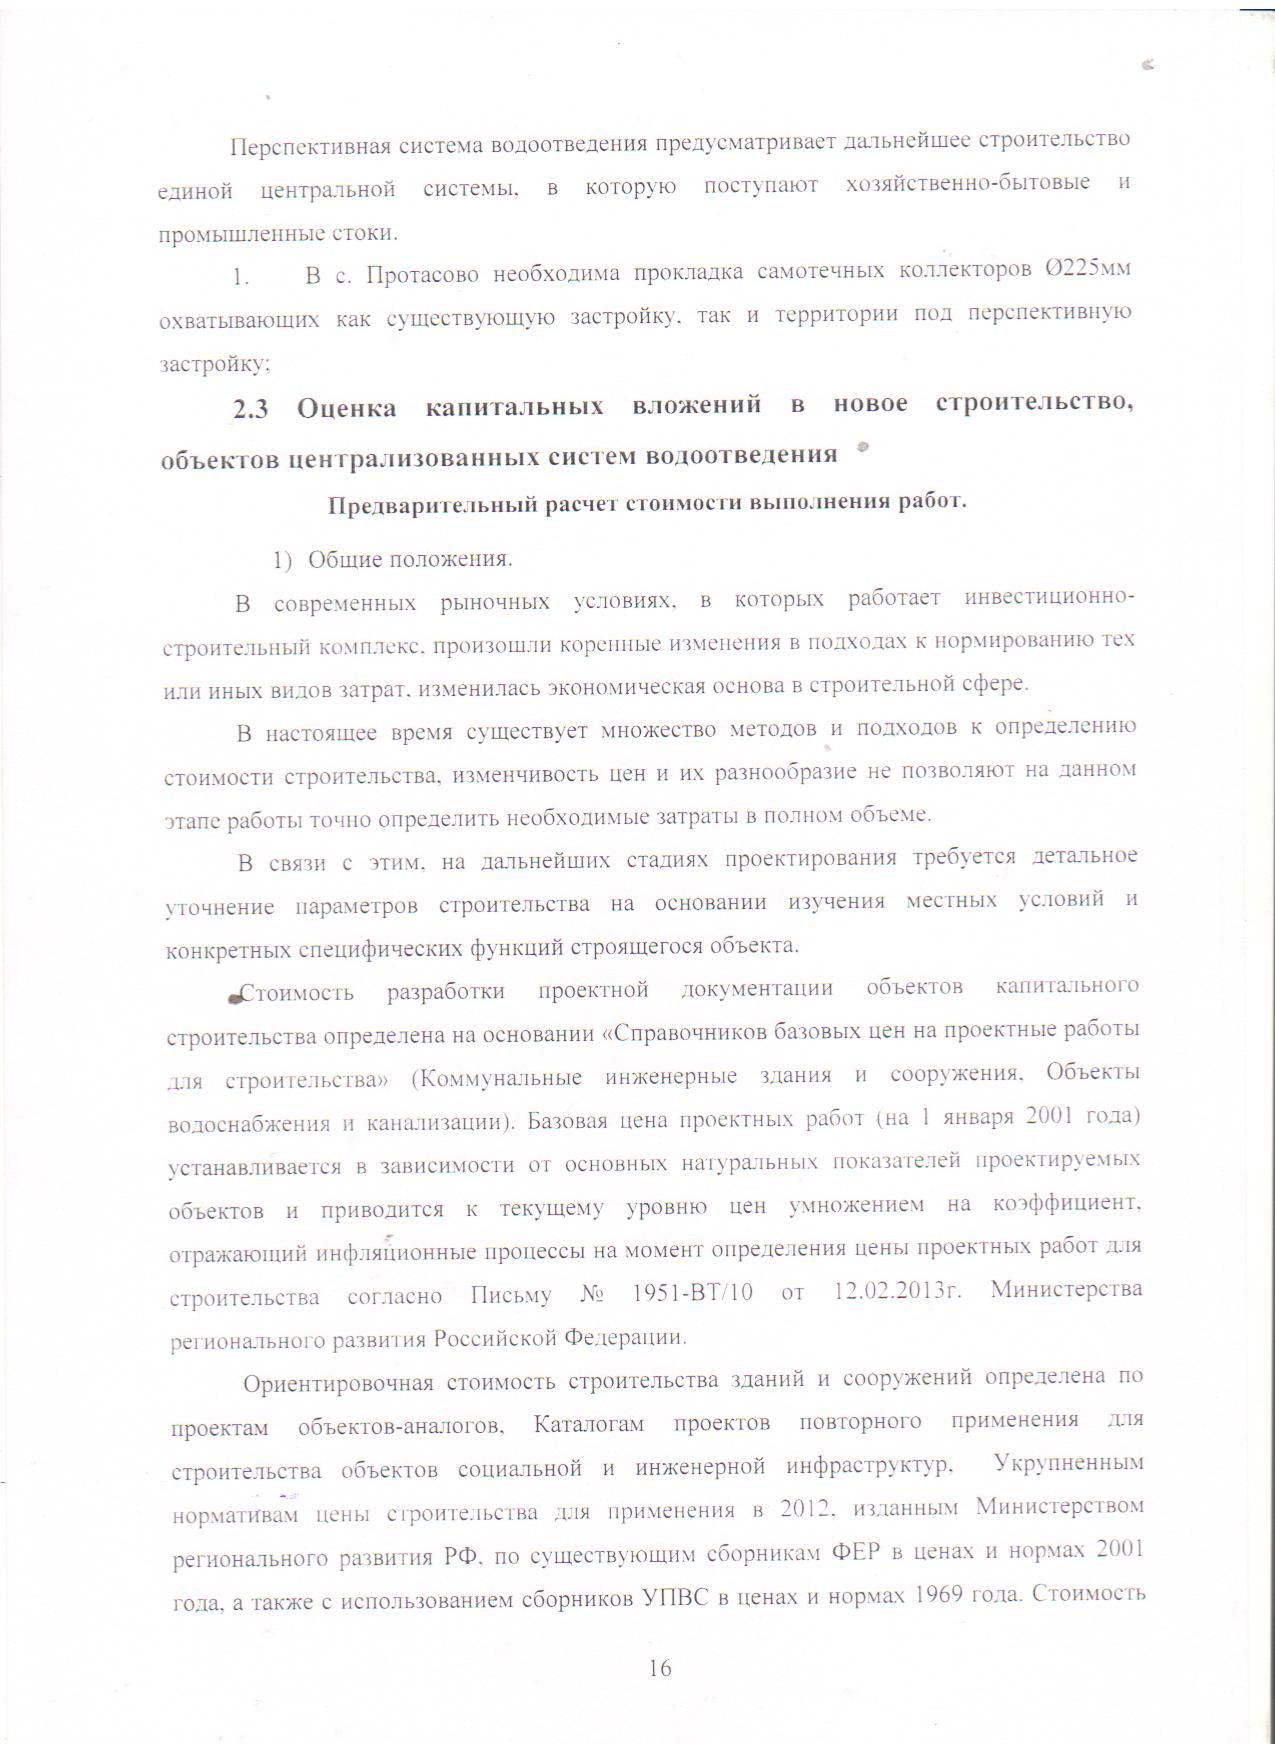 Перспективная система водоотведения предусматривает дальнейшее строительство
единой центральной системы, в которую поступают хозяйственно-бытовые и
промышленные стоки.
1. В с. Протасово необходима прокладка самотечных коллекторов Ø225мм
охватывающих как существующую застройку, так и территории под перспективную
застройку;
2.3 Оценка капитальных вложений в новое строительство,
объектов централизованных систем водоотведения
Предварительный расчет стоимости выполнения работ.
1) Общие положения.
В современных рыночных условиях, в которых работает инвестиционно-
строительный комплекс, произошли коренные изменения в подходах к нормированию тех
или иных видов затрат, изменилась экономическая основа в строительной сфере.
В настоящее время существует множество методов и подходов к определению
стоимости строительства, изменчивость цен и их разнообразие не позволяют на данном
этапе работы точно определить необходимые затраты в полном объеме.
В связи с этим, на дальнейших стадиях проектирования требуется детальное
уточнение параметров строительства на основании изучения местных условий и
конкретных специфических функций строящегося объекта.
Стоимость разработки проектной документации объектов капитального
строительства определена на основании «Справочников базовых цен на проектные работы
для строительства» (Коммунальные инженерные здания и сооружения, Объекты
водоснабжения и канализации). Базовая цена проектных работ (на 1 января 2001 года)
устанавливается в зависимости от основных натуральных показателей проектируемых
объектов и приводится к текущему уровню цен умножением на коэффициент,
отражающий инфляционные процессы на момент определения цены проектных работ для
строительства согласно Письму № 1951-ВТ/10 от 12.02.2013г. Министерства
регионального развития Российской Федерации.
Ориентировочная стоимость строительства зданий и сооружений определена по
проектам объектов-аналогов, Каталогам проектов повторного применения для
строительства объектов социальной и инженерной инфраструктур, Укрупненным
нормативам цены строительства для применения в 2012, изданным Министерством
регионального развития РФ, по существующим сборникам ФЕР в ценах и нормах 2001
года, а также с использованием сборников УПВС в ценах и нормах 1969 года. Стоимость
16